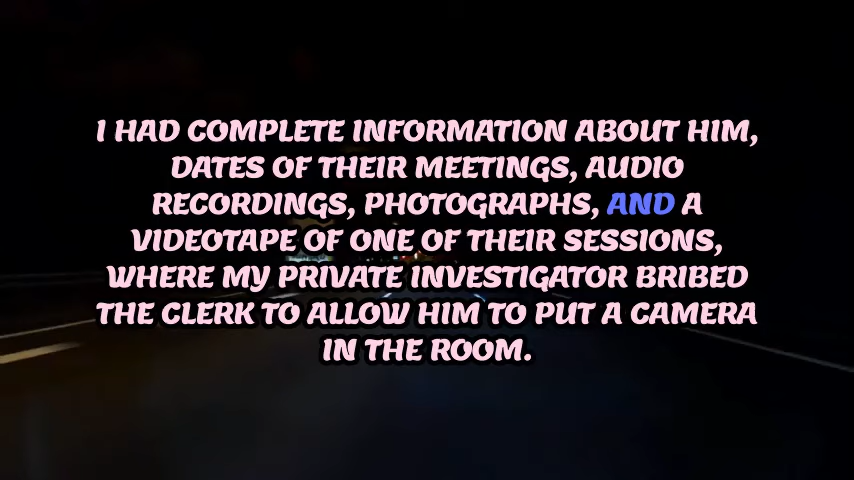 I HAD COMPLETE INFORMATION ABOUT HIM,
DATES OF THEIR MEETINGS, AUDIO
RECORDINGS, PHOTOGRAPHS, AND A
VIDEOTAPE OF ONE OF THEIR SESSIONS,
WHERE MY PRIVATE INVESTIGATOR BRIBED
THE CLERK TO ALLOW HIM TO PUT A CAMERA
IN THE ROOM.